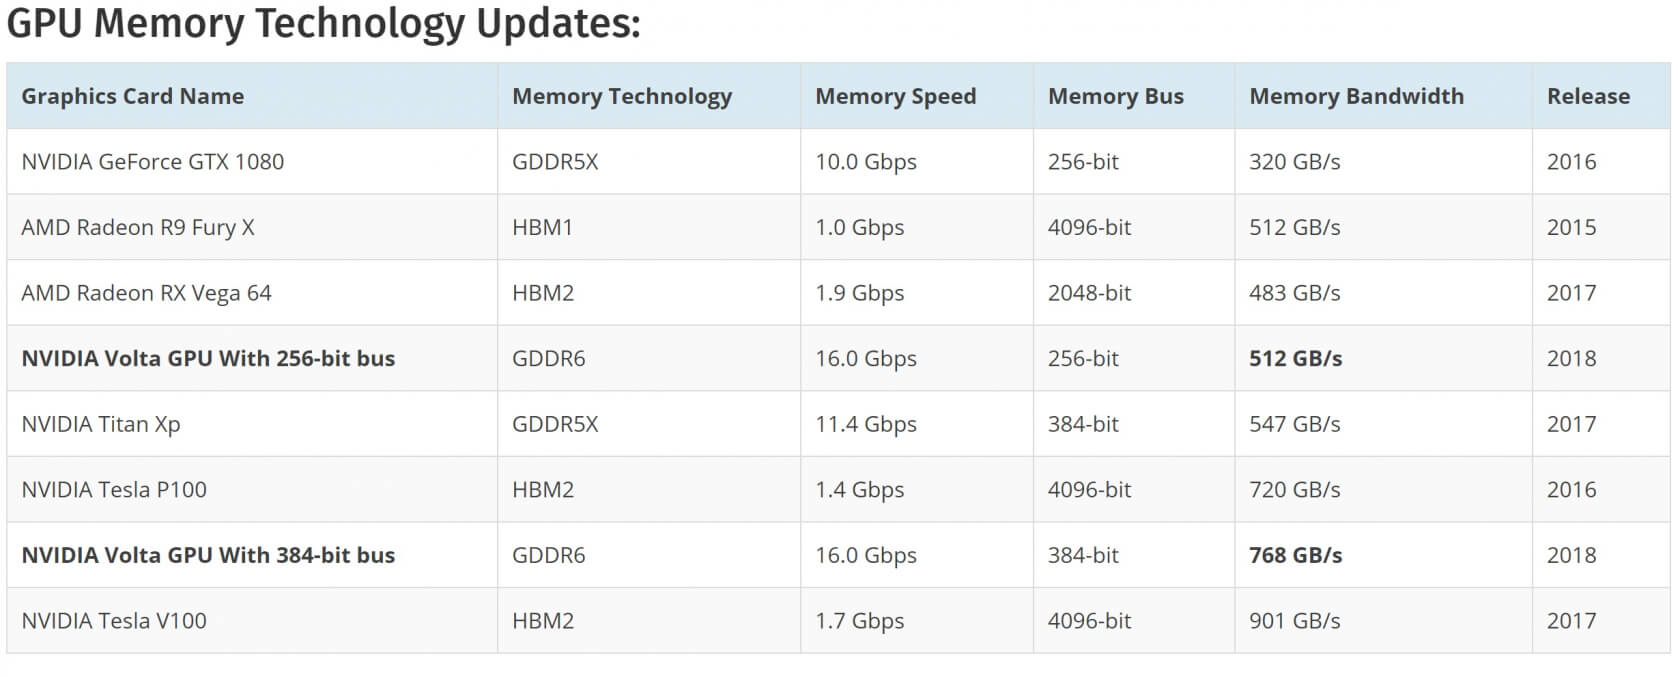 GPU Memory Technology Updates:
Graphics Card Name Memory Technology Memory Speed Memory Bus Memory Bandwidth Release
NVIDIA GeForce GTX 1080 GDDR5X 10.0 Gbps 256-bit 320 GB/s 2016
AMD Radeon R9 Fury X HBM1 1.0 Gbps 4096-bit 512 GB/s 2015
AMD Radeon RX Vega 64 HBM2 1.9 Gbps 2048-bit 483 GB/s 2017
NVIDIA Volta GPU With 256-bit bus GDDR6 16.0 Gbps 256-bit 512 GB/s 2018
NVIDIA Titan Xp GDDR5X 11.4 Gbps 384-bit 547 GB/s 2017
NVIDIA Tesla P100 HBM2 1.4 Gbps 4096-bit 720 GB/s 2016
NVIDIA Volta GPU With 384-bit bus GDDR6 16.0 Gbps 384-bit 768 GB/s 2018
NVIDIA Tesla V100 HBM2 1.7 Gbps 4096-bit 901 GB/s 2017